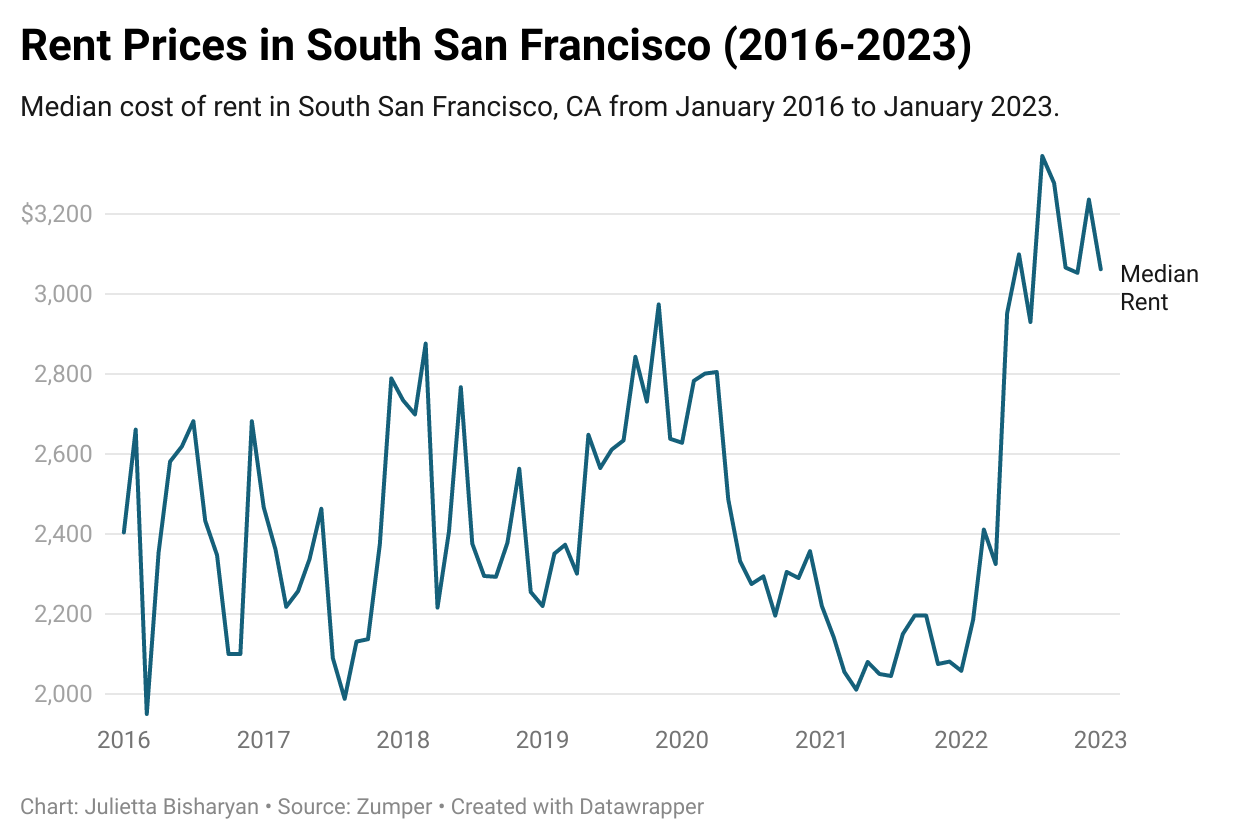 Rent Prices in South San Francisco (2016-2023)
Median cost of rent in South San Francisco, CA from January 2016 to January 2023.
$3,200
3,000
Median
Rent
2,800
2,600
2,400
2,200
2,000
2016 2017 2018 2019 2020 2021 2022 2023
Chart: Julietta Bisharyan • Source: Zumper • Created with Datawrapper